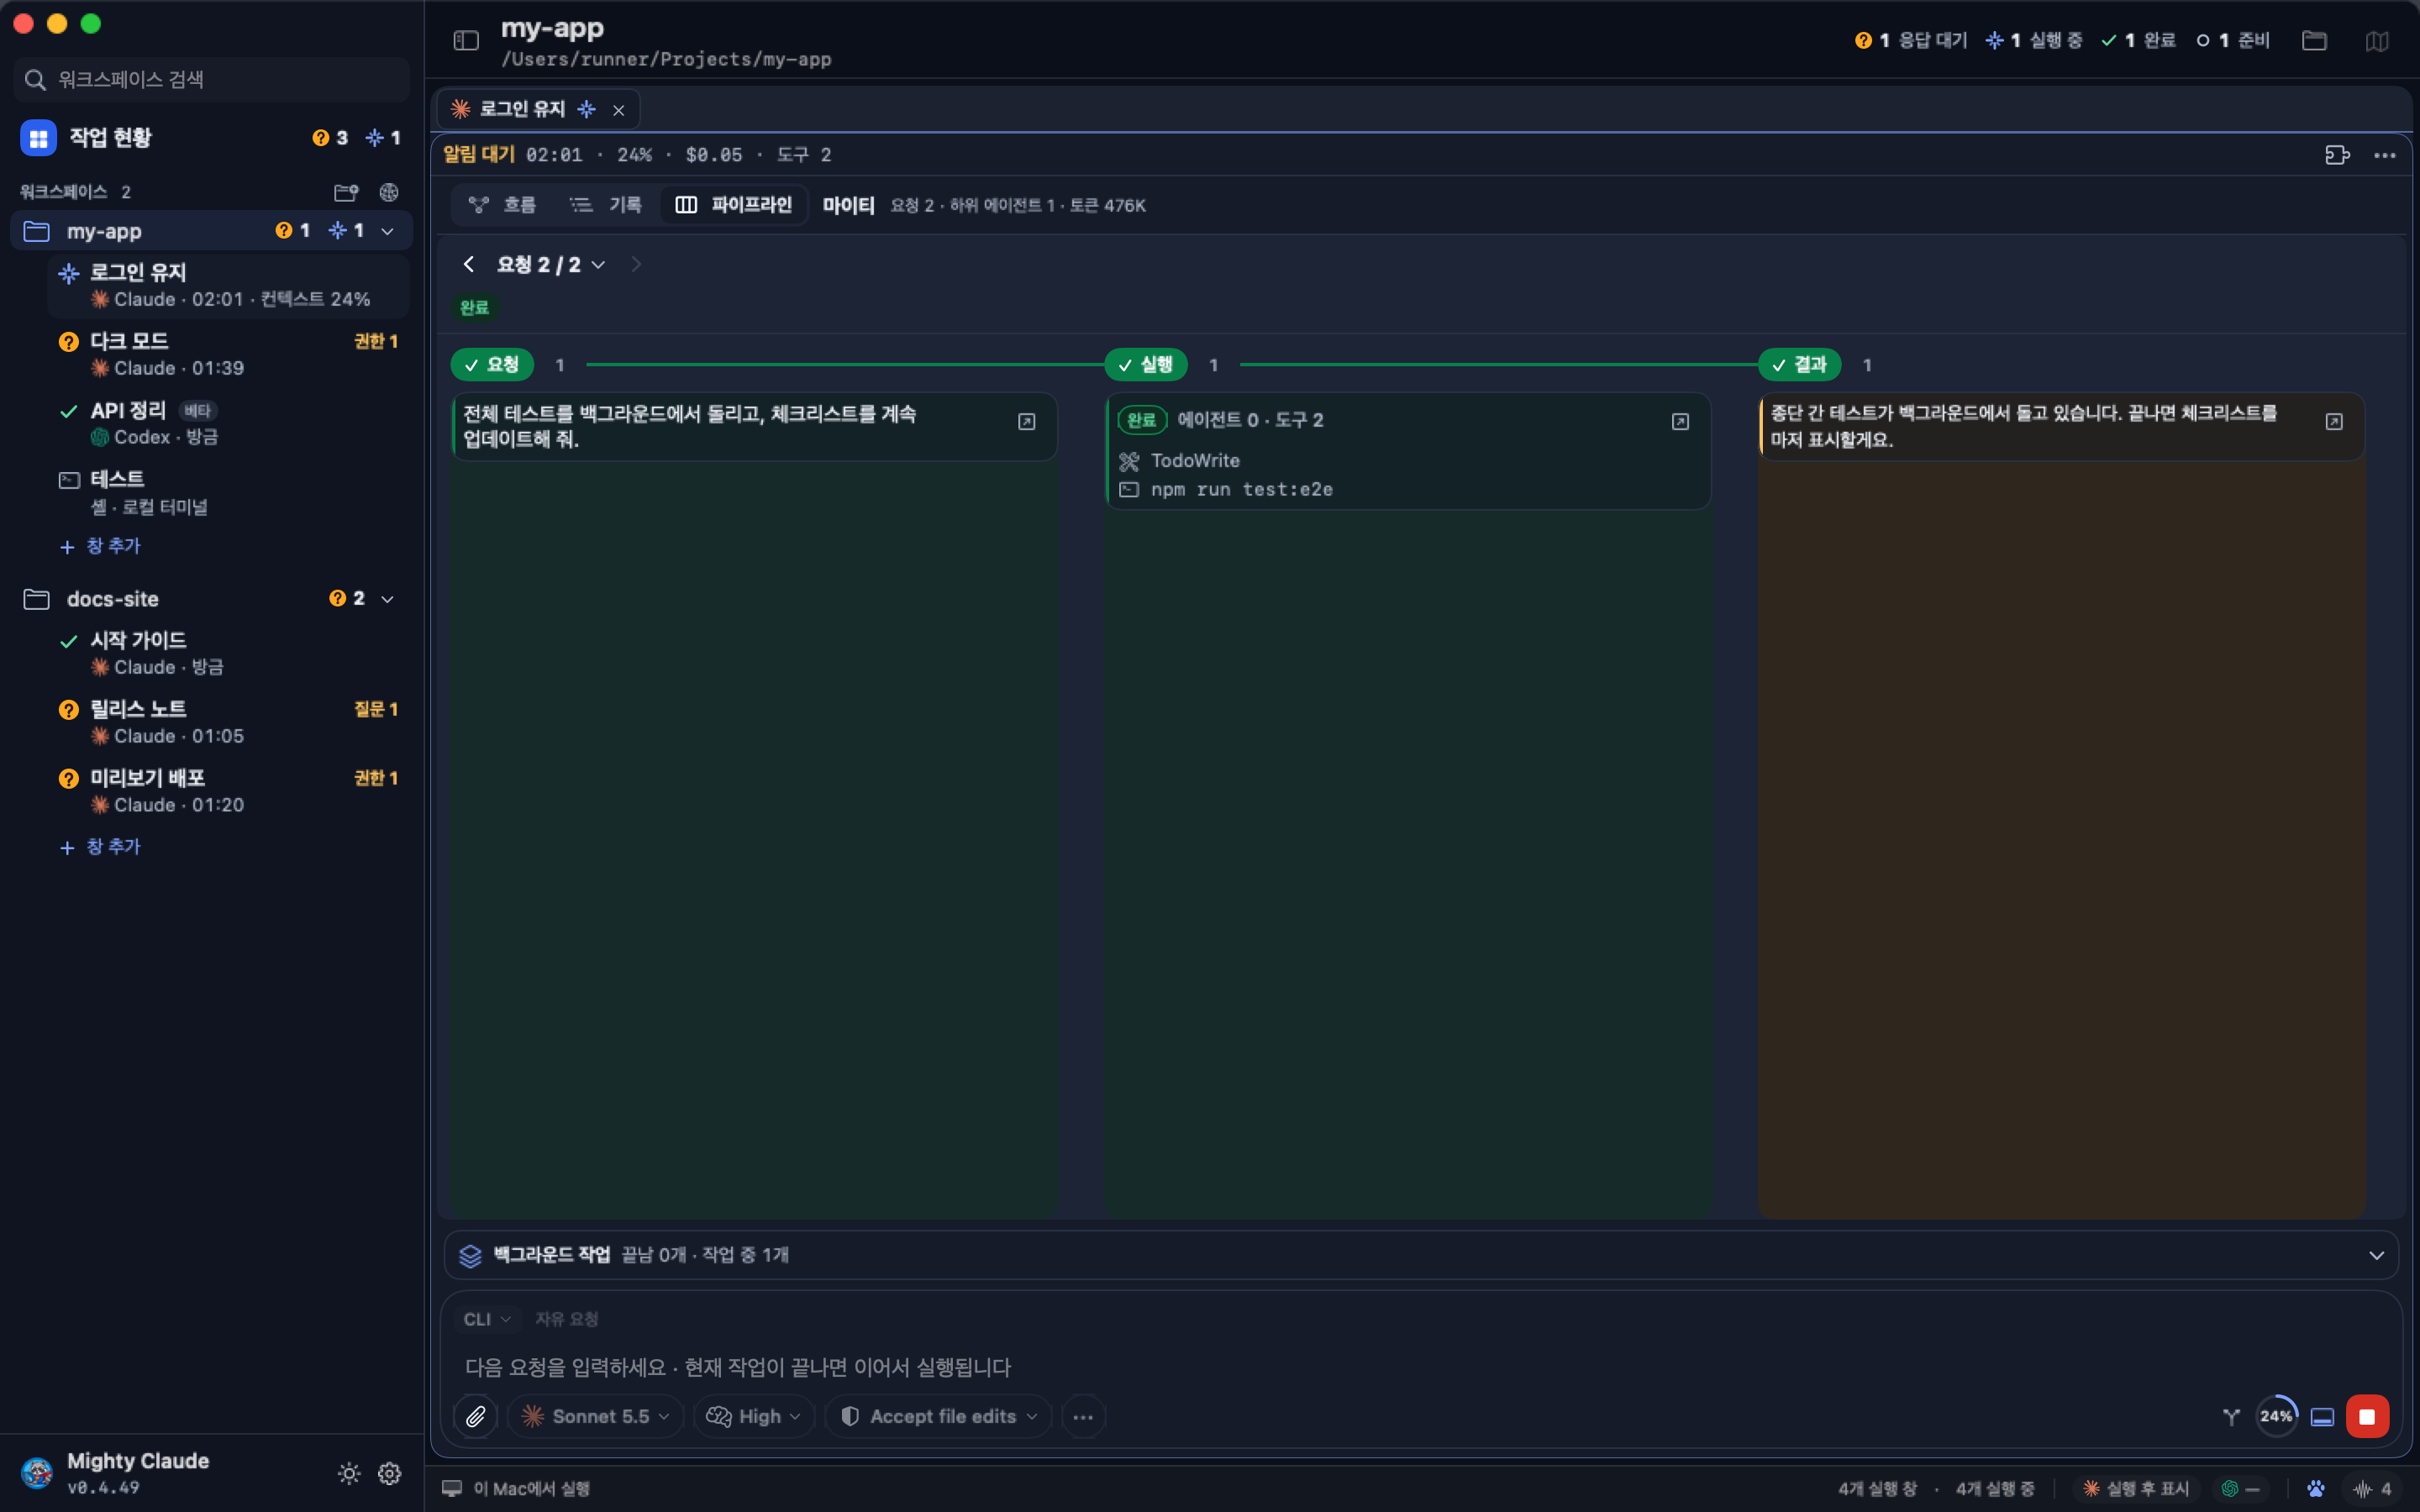 my-app
/Users/runner/Projects/my-app
1 응답 대기 1 실행 중 1 완료 1 준비
워크스페이스 검색
작업 현황 3 1
워크스페이스 2
my-app 1 1
로그인 유지
Claude · 02:01 · 컨텍스트 24%
다크 모드 권한 1
Claude · 01:39
API 정리 베타
Codex · 방금
테스트
셸 · 로컬 터미널
+ 창 추가
docs-site 2
시작 가이드
Claude · 방금
릴리스 노트 질문 1
Claude · 01:05
미리보기 배포 권한 1
Claude · 01:20
+ 창 추가
Mighty Claude
v0.4.49
로그인 유지
알림 대기 02:01 · 24% · $0.05 · 도구 2
흐름 기록 파이프라인 마이티 요청 2 · 하위 에이전트 1 · 토큰 476K
요청 2 / 2
완료
요청 1 실행 1 결과 1
전체 테스트를 백그라운드에서 돌리고, 체크리스트를 계속
업데이트해 줘.
완료 에이전트 0 · 도구 2
TodoWrite
npm run test:e2e
종단 간 테스트가 백그라운드에서 돌고 있습니다. 끝나면 체크리스트를
마저 표시할게요.
백그라운드 작업 끝남 0개 · 작업 중 1개
CLI 자유 요청
다음 요청을 입력하세요 · 현재 작업이 끝나면 이어서 실행됩니다
Sonnet 5.5 High Accept file edits 24%
이 Mac에서 실행 4개 실행 창 · 4개 실행 중 실행 후 표시 — 4